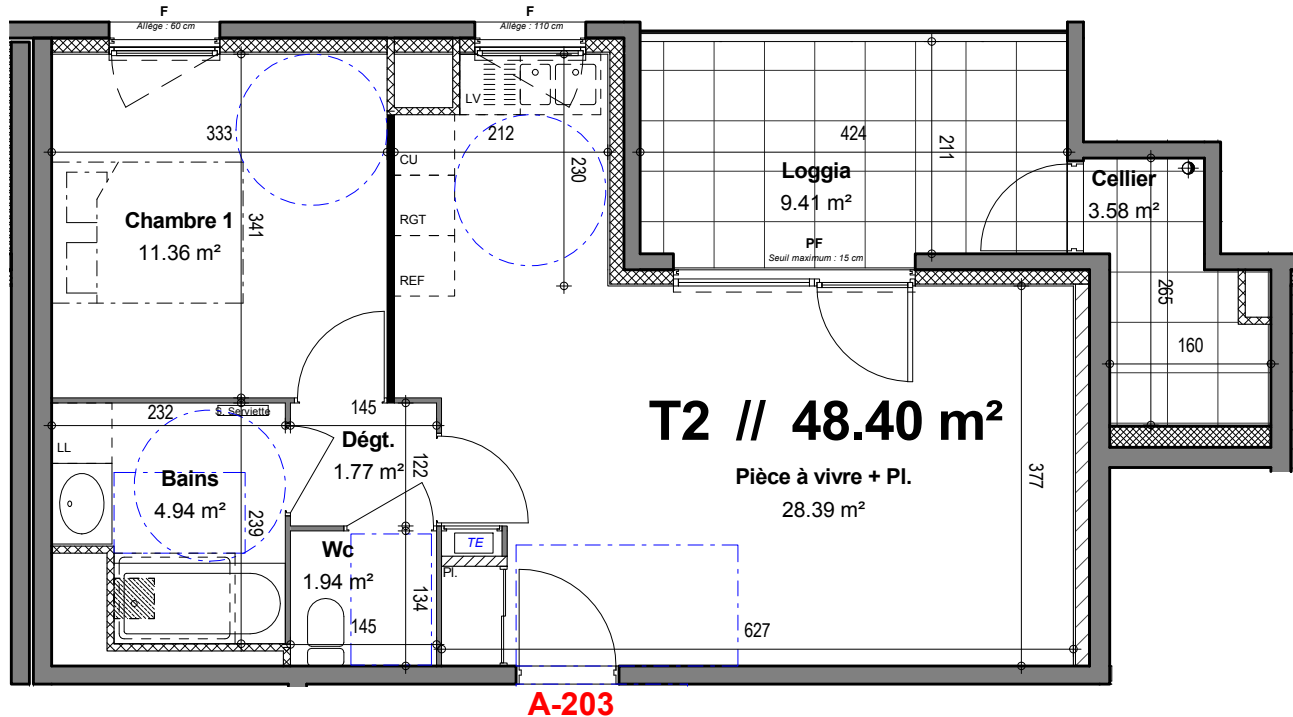 F
Allège : 60 cm
F
Allège : 110 cm
LV
333
212
424
211
CU
230
Loggia
9.41 m²
Cellier
3.58 m²
Chambre 1
11.36 m²
341
RGT
PF
Seuil maximum : 15 cm
REF
265
160
232
S. Serviette
145
T2 // 48.40 m²
LL
Dégt.
1.77 m²
122
Bains
4.94 m²
Pièce à vivre + Pl.
28.39 m²
377
239
Wc
1.94 m²
TE
Pl.
134
145
627
A-203